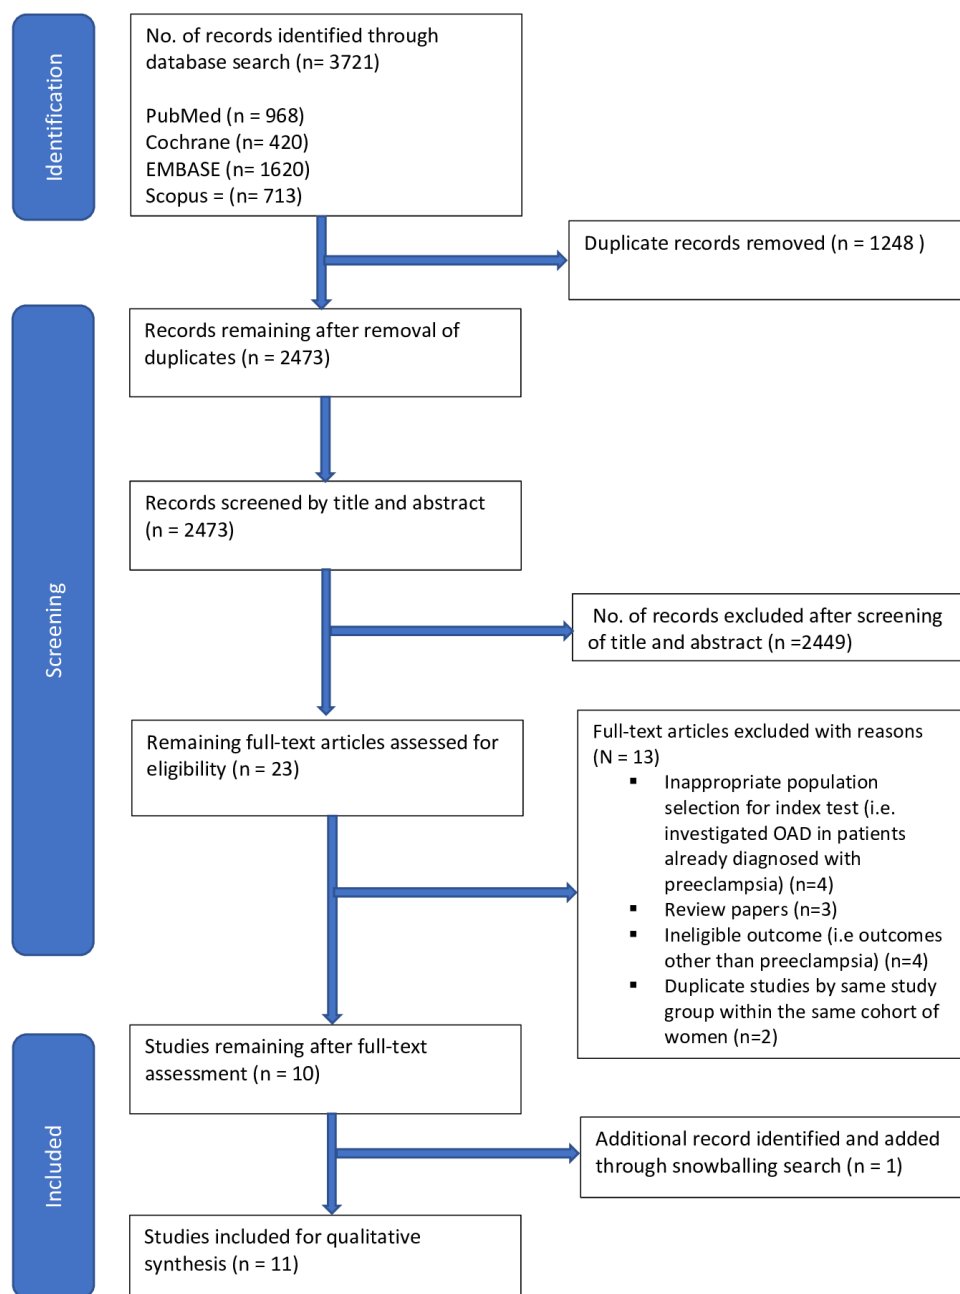 Identification
No. of records identified through
database search (n= 3721)
PubMed (n = 968)
Cochrane (n= 420)
EMBASE (n= 1620)
Scopus = (n= 713)
Duplicate records removed (n = 1248 )
Screening
Records remaining after removal of
duplicates (n = 2473)
Records screened by title and abstract
(n = 2473)
No. of records excluded after screening
of title and abstract (n =2449)
Remaining full-text articles assessed for
eligibility (n = 23)
Full-text articles excluded with reasons
(N = 13)
▪ Inappropriate population
selection for index test (i.e.
investigated OAD in patients
already diagnosed with
preeclampsia) (n=4)
▪ Review papers (n=3)
▪ Ineligible outcome (i.e outcomes
other than preeclampsia) (n=4)
▪ Duplicate studies by same study
group within the same cohort of
women (n=2)
Included
Studies remaining after full-text
assessment (n = 10)
Additional record identified and added
through snowballing search (n = 1)
Studies included for qualitative
synthesis (n = 11)